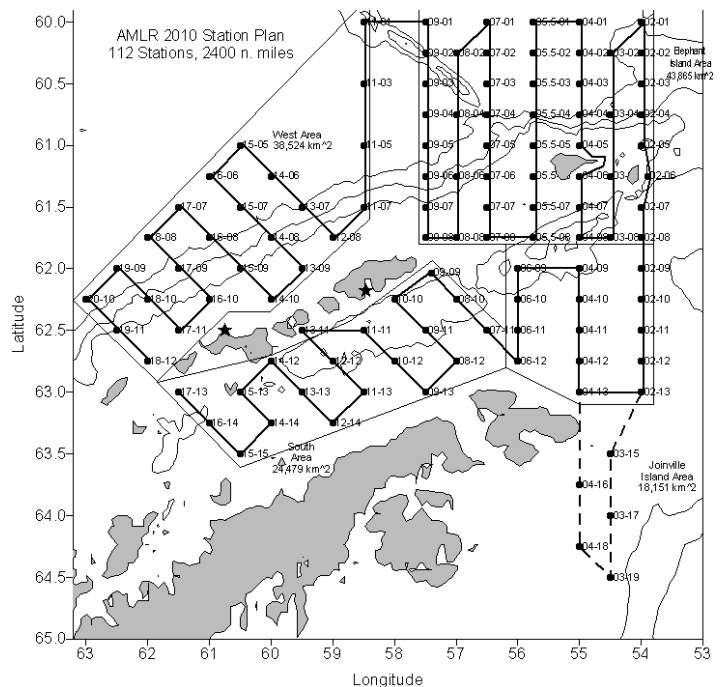 AMLR 2010 Station Plan
112 Stations, 2400 n. miles
60.0
60.5
61.0
61.5
62.0
62.5
63.0
63.5
64.0
64.5
65.0
Latitude
63 62 61 60 59 58 57 56 55 54 53
Longitude
Elephant
Island Area
43,865 km^2
West Area
38,524 km^2
South
Area
24,479 km^2
Joinville
Island Area
18,151 km^2
11-01 09-01 07-01 05.5-01 04-01 02-01
09-02 08-02 07-02 05.5-02 04-02 03-02 02-02
11-03 09-03 07-03 05.5-03 04-03 02-03
09-04 08-04 07-04 05.5-04 04-04 03-04 02-04
15-05 11-05 09-05 07-05 05.5-05 04-05 02-05
16-06 14-06 09-06 08-06 07-06 05.5-06 04-06 03-06 02-06
17-07 15-07 13-07 11-07 09-07 07-07 05.5-07 04-07 02-07
18-08 16-08 14-08 12-08 09-08 08-08 07-08 05.5-08 04-08 03-08 02-08
19-09 17-09 15-09 13-09 09-09 06-09 04-09 02-09
20-10 18-10 16-10 14-10 10-10 08-10 06-10 04-10 02-10
19-11 17-11 13-11 11-11 09-11 07-11 06-11 04-11 02-11
18-12 14-12 12-12 10-12 08-12 06-12 04-12 02-12
17-13 15-13 13-13 11-13 09-13 04-13 02-13
16-14 14-14 12-14
15-15 03-15
04-16
03-17
04-18
03-19